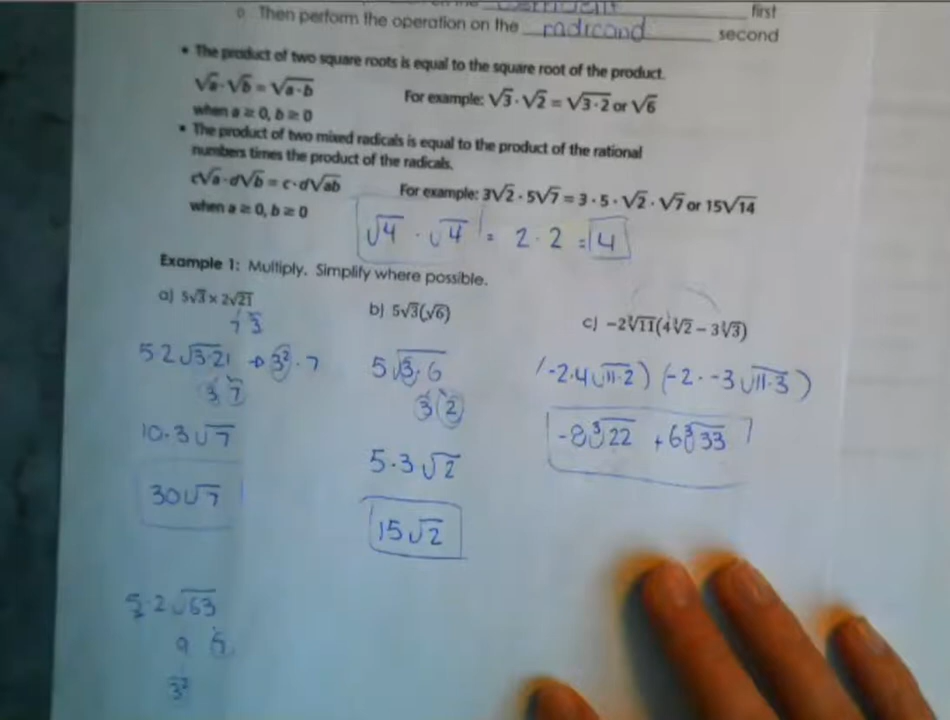 first
o Then perform the operation on the radicand second
• The product of two square roots is equal to the square root of the product.
√a · √b = √a·b For example: √3 · √2 = √3·2 or √6
when a ≥ 0, b ≥ 0
• The product of two mixed radicals is equal to the product of the rational
numbers times the product of the radicals.
c√a · d√b = c · d√ab For example: 3√2 · 5√7 = 3 · 5 · √2 · √7 or 15√14
when a ≥ 0, b ≥ 0
√4 · √4 = 2 · 2 = 4
Example 1: Multiply. Simplify where possible.
a) 5√3 × 2√21
7 3
5·2√3·21 → 3² · 7
3 7
10·3√7
30√7
5·2√63
9
3²
b) 5√3(√6)
5√3·6
3 2
5·3√2
15√2
c) −2∛11(4∛2 − 3∛3)
(-2·4√11·2) (-2·-3√11·3)
-8∛22 +6∛33